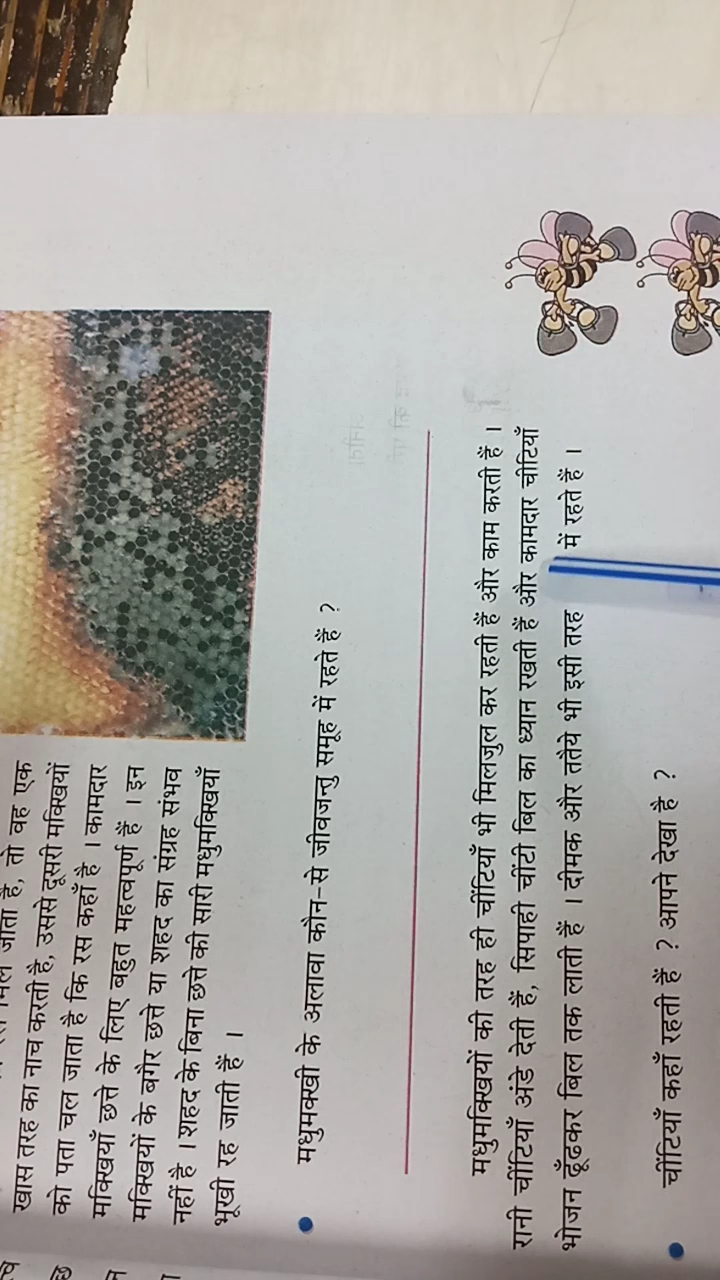 खास तरह का नाच करती है, उससे दूसरी मक्खियों
को पता चल जाता है कि रस कहाँ है । कामदार
मक्खियाँ छत्ते के लिए बहुत महत्वपूर्ण हैं । इन
मक्खियों के बगैर छत्ते या शहद का संग्रह संभव
नहीं है । शहद के बिना छत्ते की सारी मधुमक्खियाँ
भूखी रह जाती हैं ।
• मधुमक्खी के अलावा कौन-से जीवजन्तु समूह में रहते हैं ?
मधुमक्खियों की तरह ही चींटियाँ भी मिलजुल कर रहती हैं और काम करती हैं ।
रानी चींटियाँ अंडे देती हैं, सिपाही चींटी बिल का ध्यान रखती हैं और कामदार चींटियाँ
भोजन ढूँढकर बिल तक लाती हैं । दीमक और ततैये भी इसी तरह में रहते हैं ।
• चींटियाँ कहाँ रहती हैं ? आपने देखा है ?